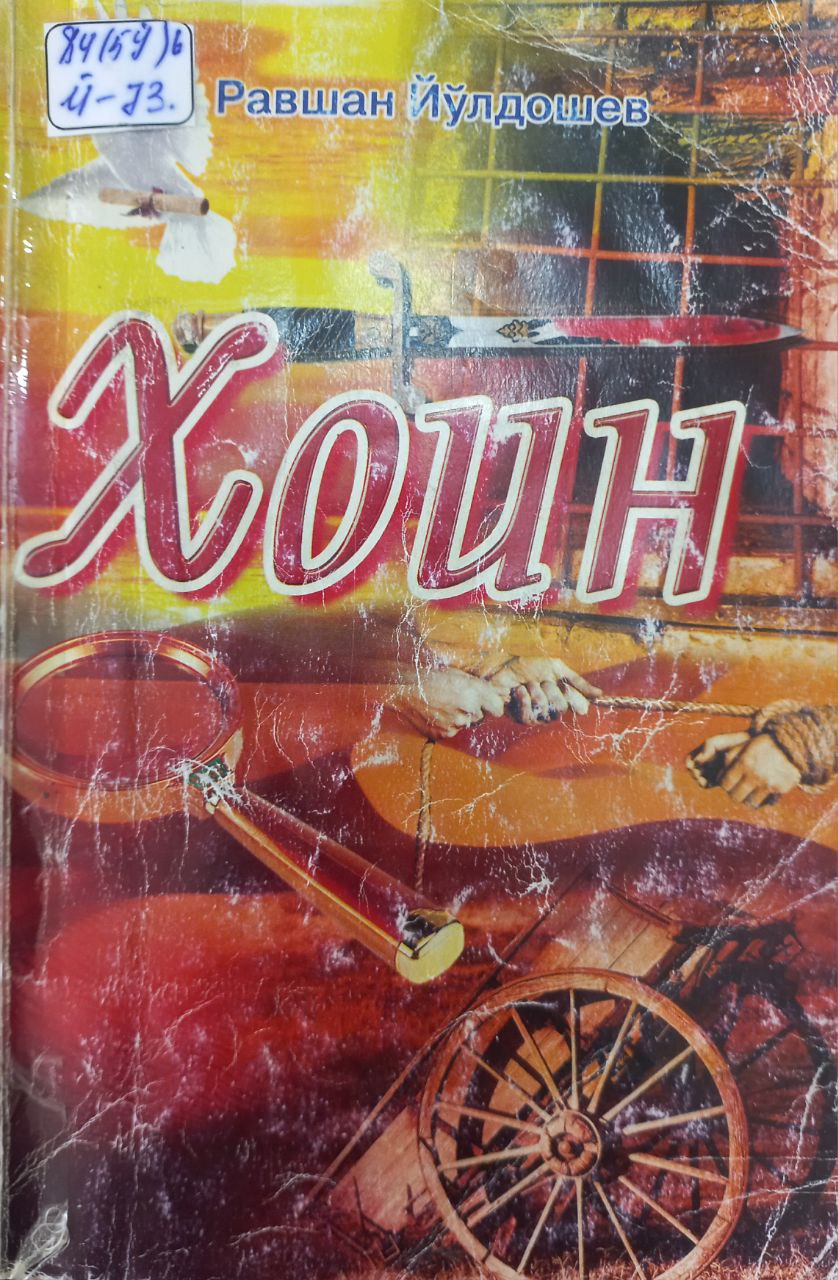 84(5Ў)6
Й-73.
Равшан Йўлдошев
Хоин